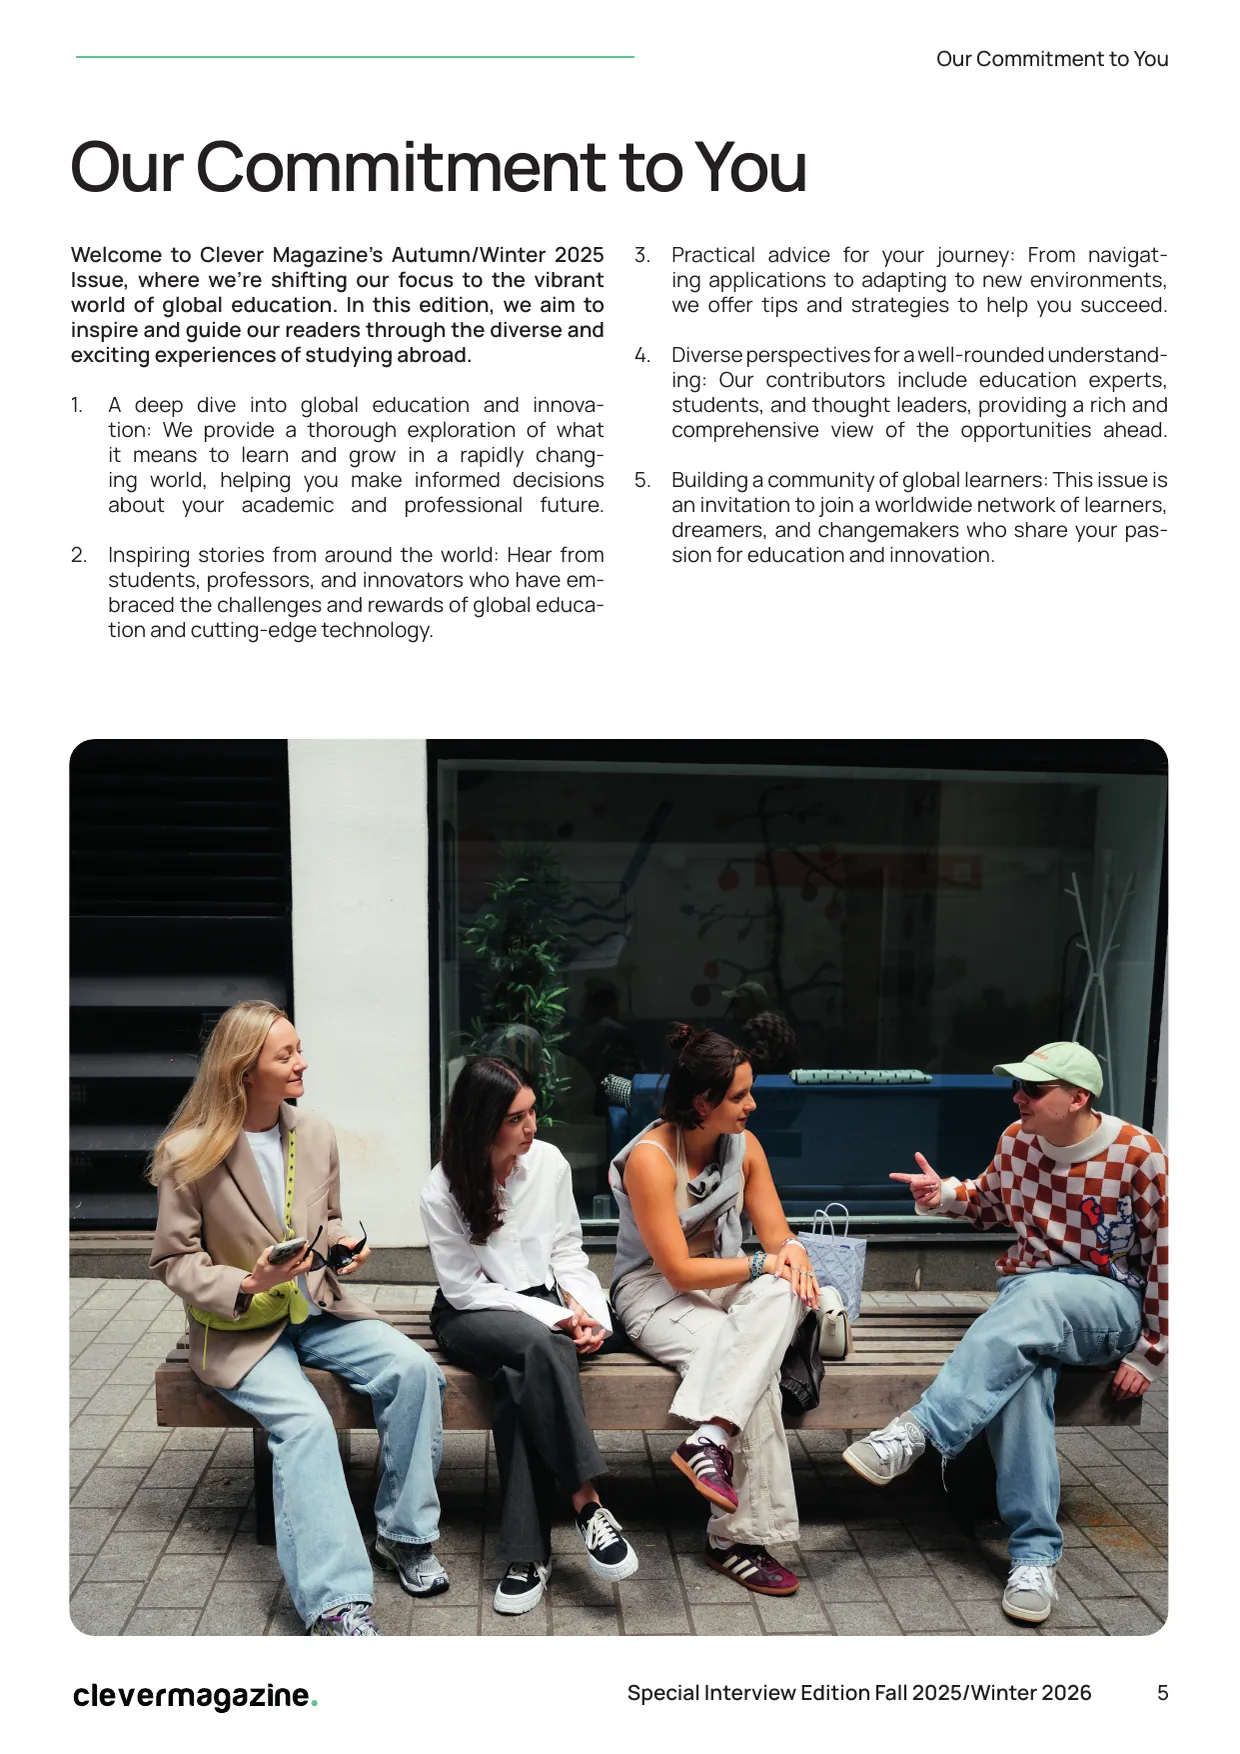 Our Commitment to You
Our Commitment to You
Welcome to Clever Magazine's Autumn/Winter 2025
Issue, where we're shifting our focus to the vibrant
world of global education. In this edition, we aim to
inspire and guide our readers through the diverse and
exciting experiences of studying abroad.
1. A deep dive into global education and innova-
tion: We provide a thorough exploration of what
it means to learn and grow in a rapidly chang-
ing world, helping you make informed decisions
about your academic and professional future.
2. Inspiring stories from around the world: Hear from
students, professors, and innovators who have em-
braced the challenges and rewards of global educa-
tion and cutting-edge technology.
3. Practical advice for your journey: From navigat-
ing applications to adapting to new environments,
we offer tips and strategies to help you succeed.
4. Diverse perspectives for a well-rounded understand-
ing: Our contributors include education experts,
students, and thought leaders, providing a rich and
comprehensive view of the opportunities ahead.
5. Building a community of global learners: This issue is
an invitation to join a worldwide network of learners,
dreamers, and changemakers who share your pas-
sion for education and innovation.
clevermagazine.
Special Interview Edition Fall 2025/Winter 2026
5